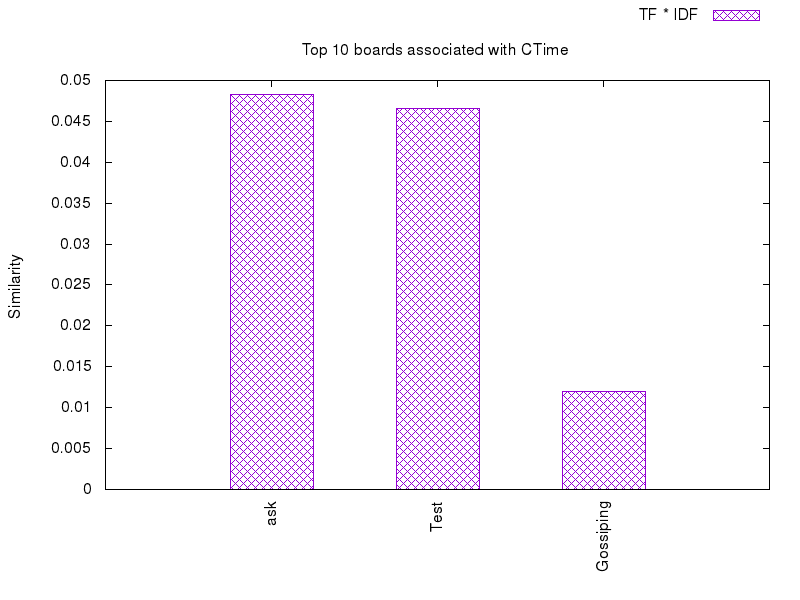 TF * IDF
Top 10 boards associated with CTime
0.05
0.045
0.04
0.035
0.03
0.025
0.02
0.015
0.01
0.005
0
Similarity
ask
Test
Gossiping